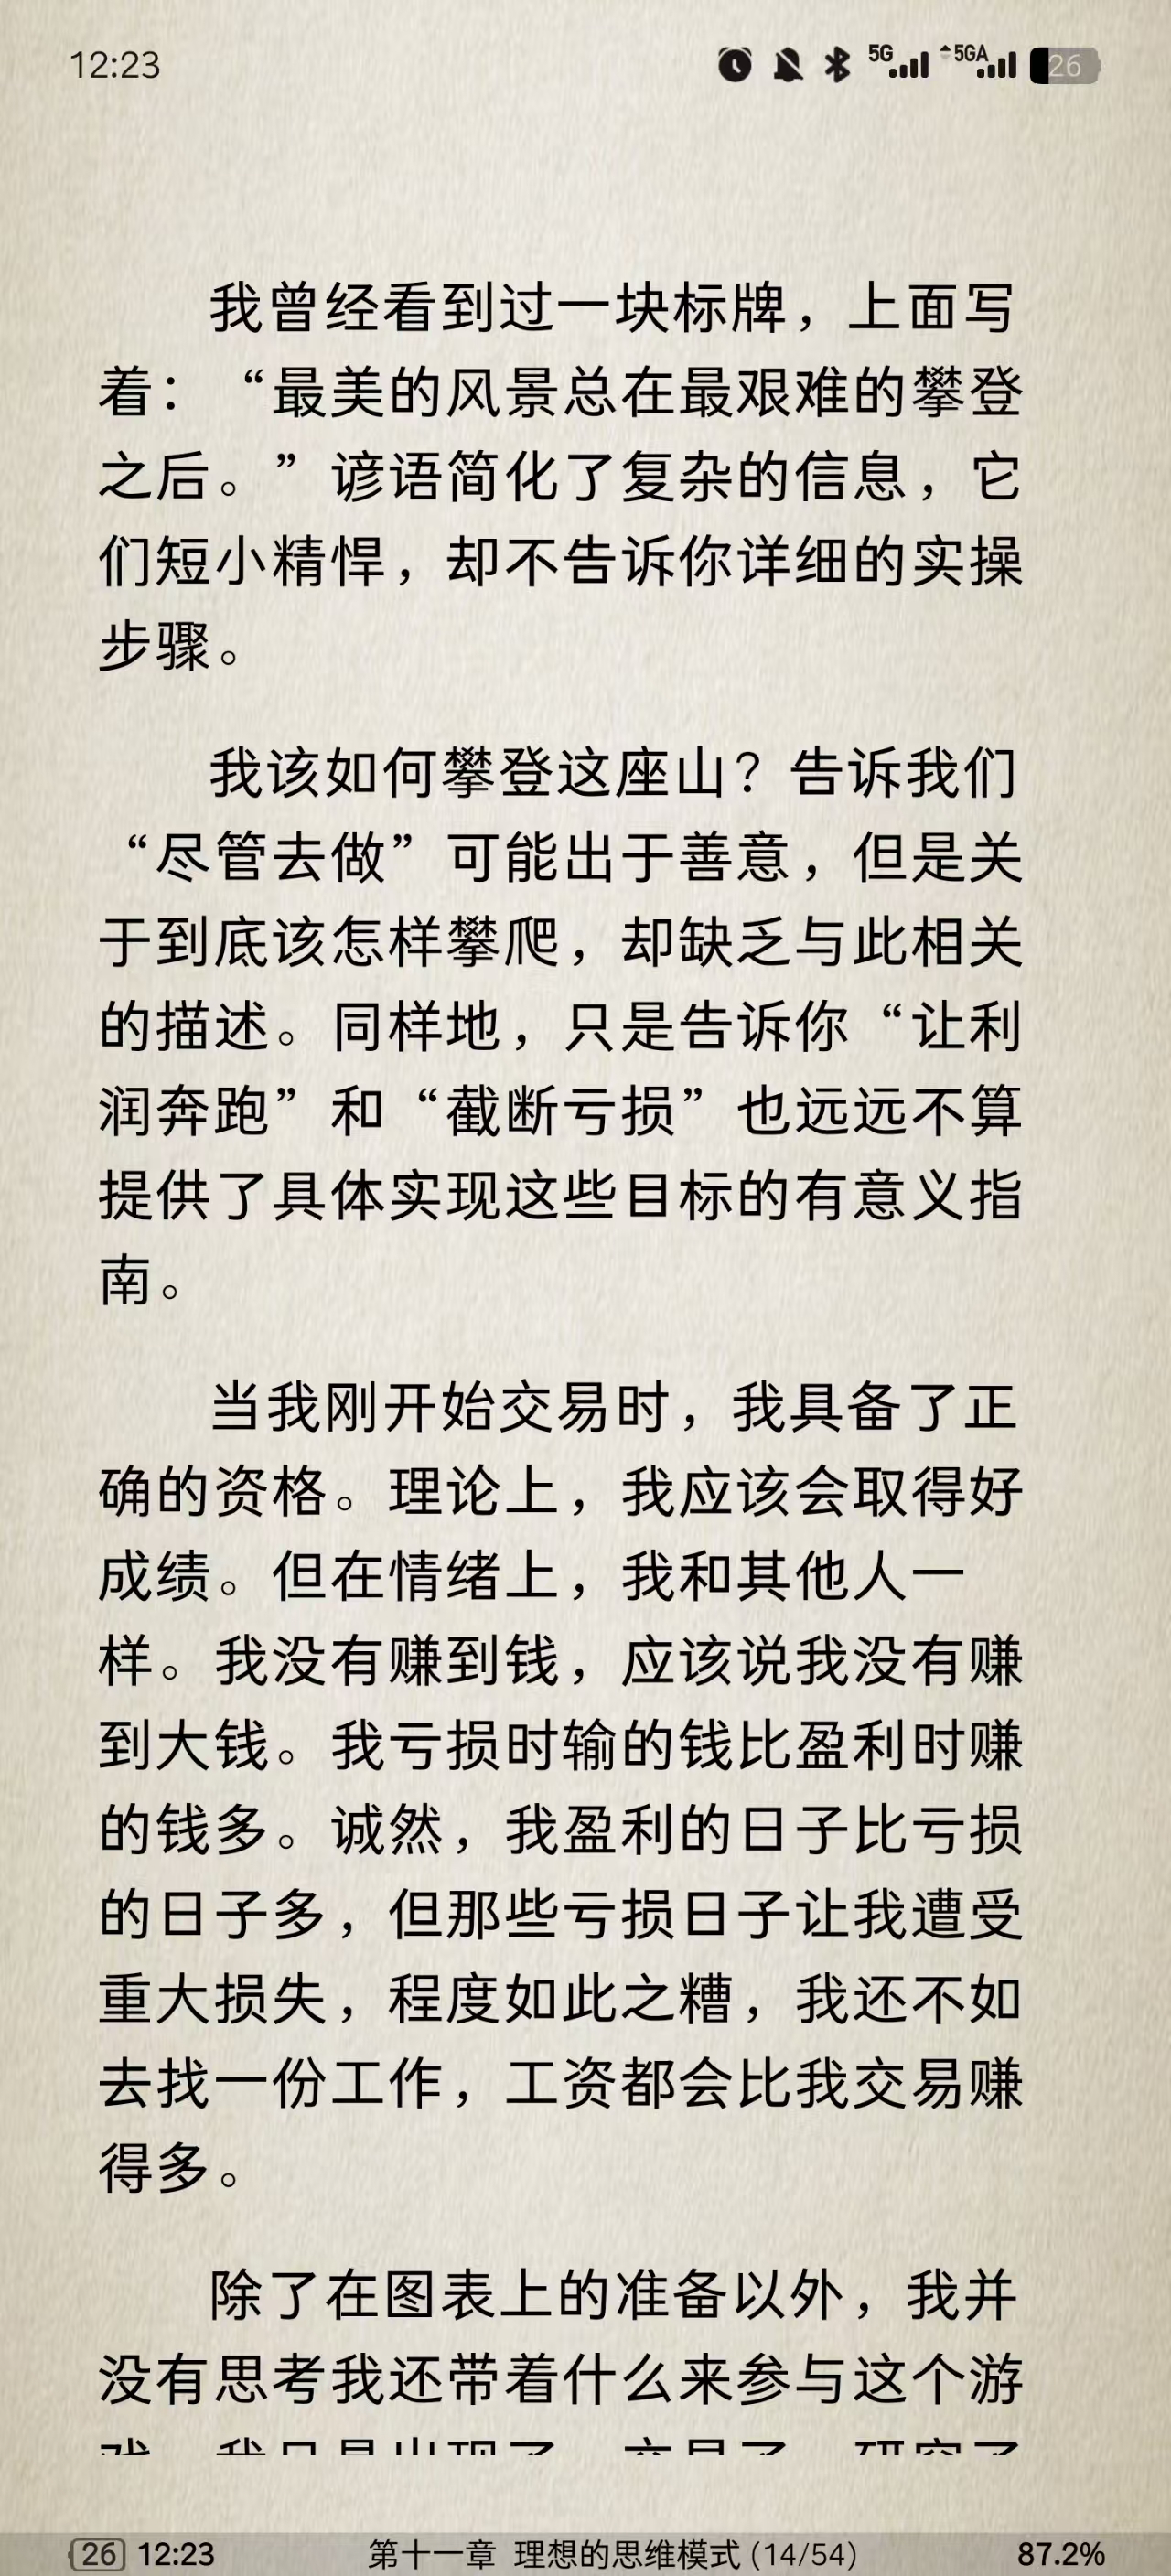 12:23
5G 5GA 26
我曾经看到过一块标牌，上面写
着：“最美的风景总在最艰难的攀登
之后。”谚语简化了复杂的信息，它
们短小精悍，却不告诉你详细的实操
步骤。
我该如何攀登这座山？告诉我们
“尽管去做”可能出于善意，但是关
于到底该怎样攀爬，却缺乏与此相关
的描述。同样地，只是告诉你“让利
润奔跑”和“截断亏损”也远远不算
提供了具体实现这些目标的有意义指
南。
当我刚开始交易时，我具备了正
确的资格。理论上，我应该会取得好
成绩。但在情绪上，我和其他人一
样。我没有赚到钱，应该说我没有赚
到大钱。我亏损时输的钱比盈利时赚
的钱多。诚然，我盈利的日子比亏损
的日子多，但那些亏损日子让我遭受
重大损失，程度如此之糟，我还不如
去找一份工作，工资都会比我交易赚
得多。
除了在图表上的准备以外，我并
没有思考我还带着什么来参与这个游
26 12:23 第十一章 理想的思维模式 (14/54) 87.2%